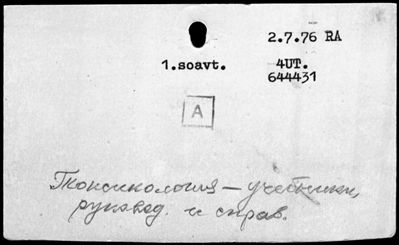 2.7.76 RA
1.soavt. 4UT.
644431
A
Токсикология – учебники,
руковод. и справ.